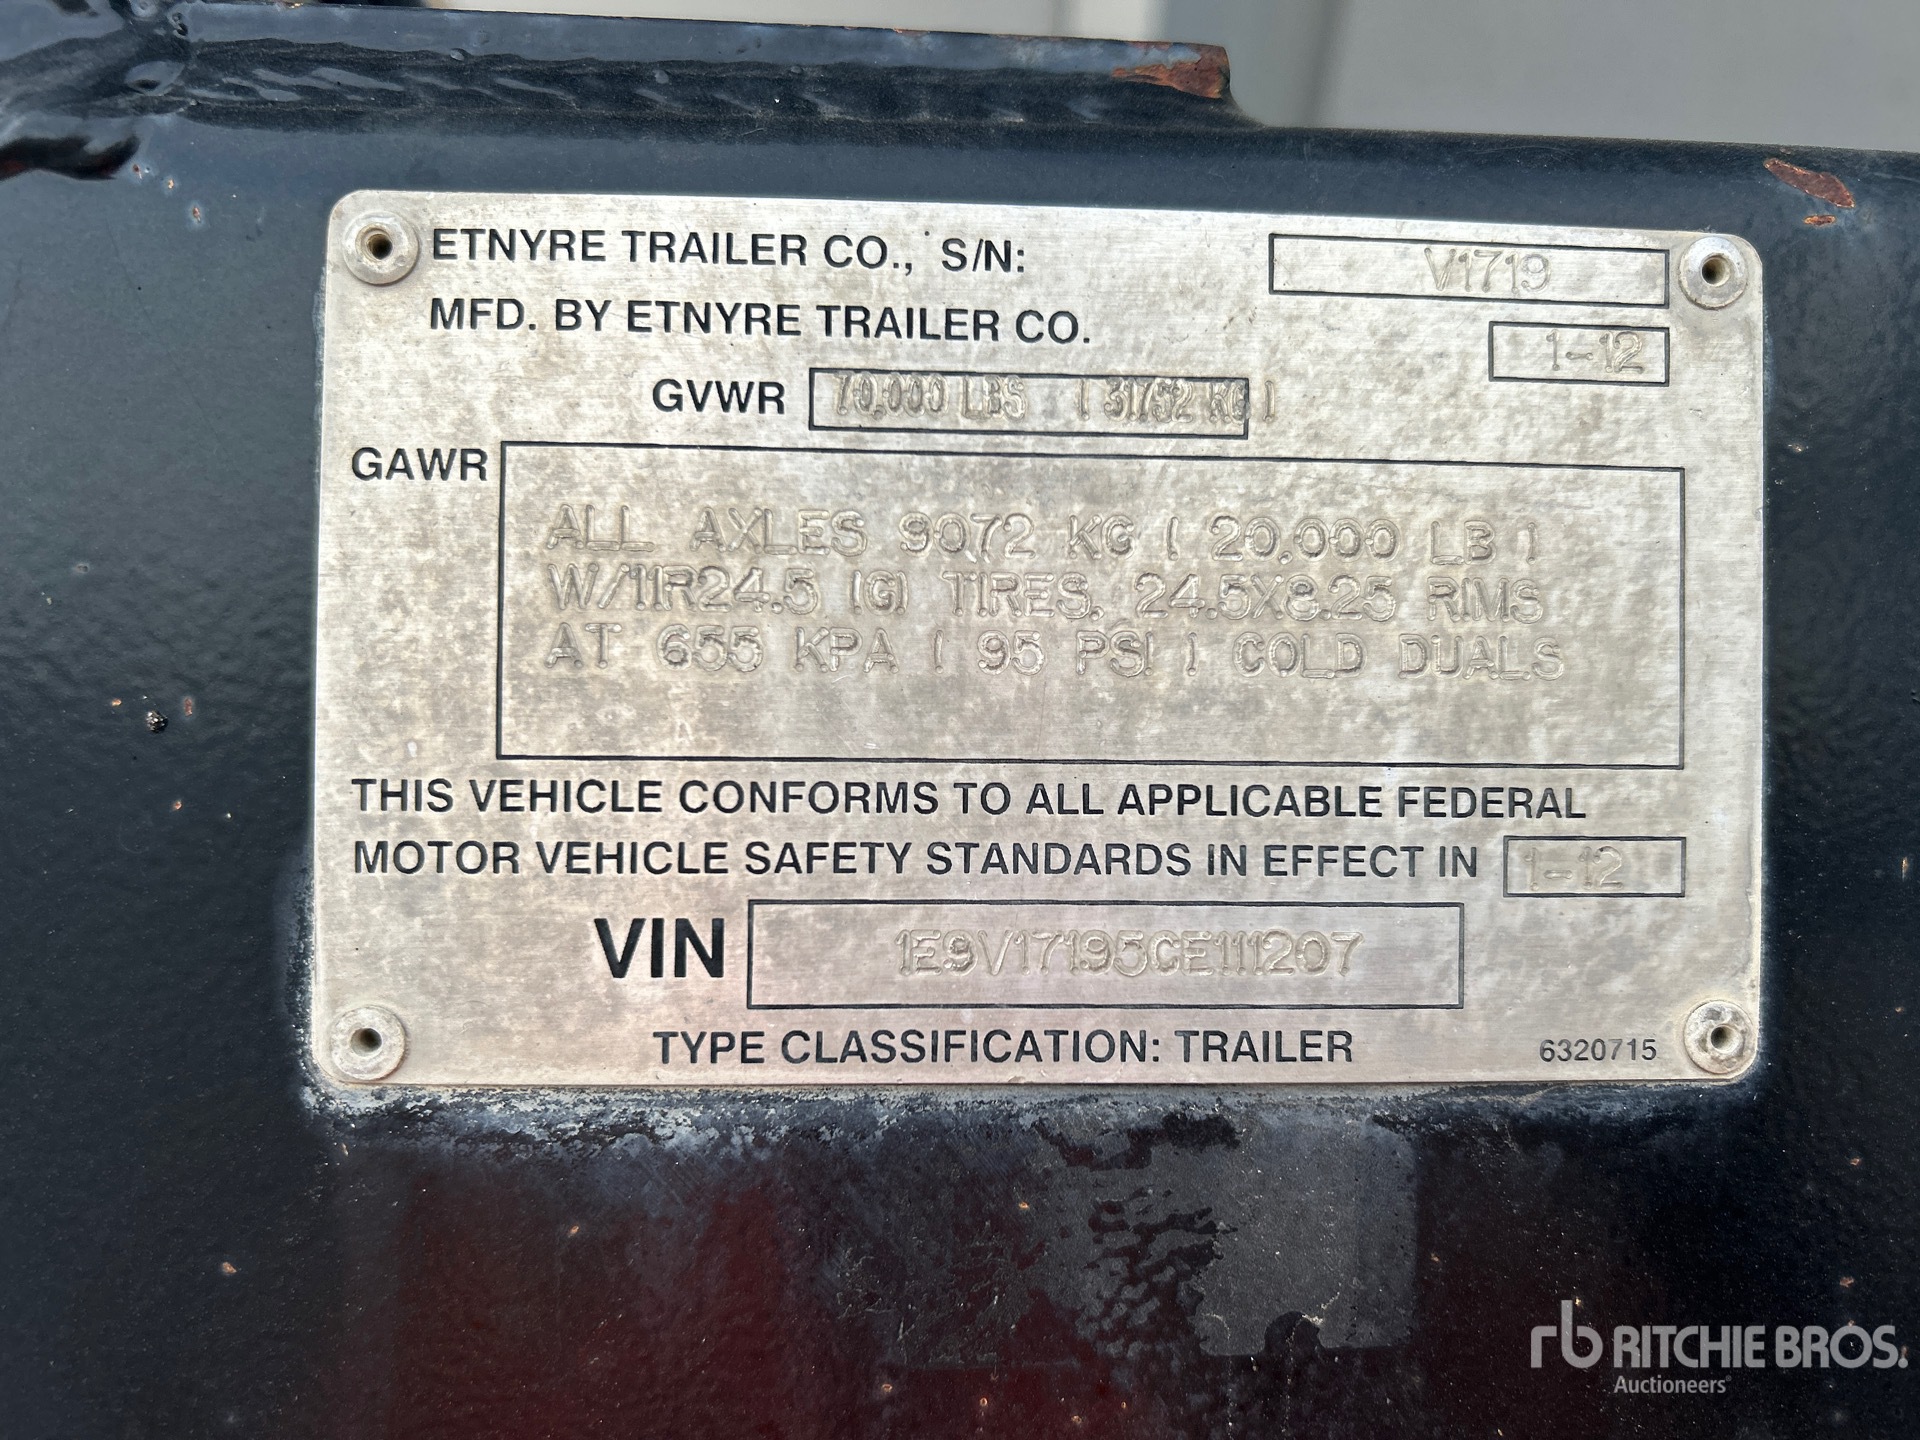 ETNYRE TRAILER CO., S/N: V1719
MFD. BY ETNYRE TRAILER CO. 1-12
GVWR 70,000 LBS ( 31752 KG )
GAWR
ALL AXLES 9072 KG ( 20,000 LB )
W/11R24.5 (G) TIRES, 24.5X8.25 RIMS
AT 655 KPA ( 95 PSI ) COLD DUALS
THIS VEHICLE CONFORMS TO ALL APPLICABLE FEDERAL
MOTOR VEHICLE SAFETY STANDARDS IN EFFECT IN 1-12
VIN 1E9V17195CE111207
TYPE CLASSIFICATION: TRAILER 6320715
rb RITCHIE BROS.
Auctioneers